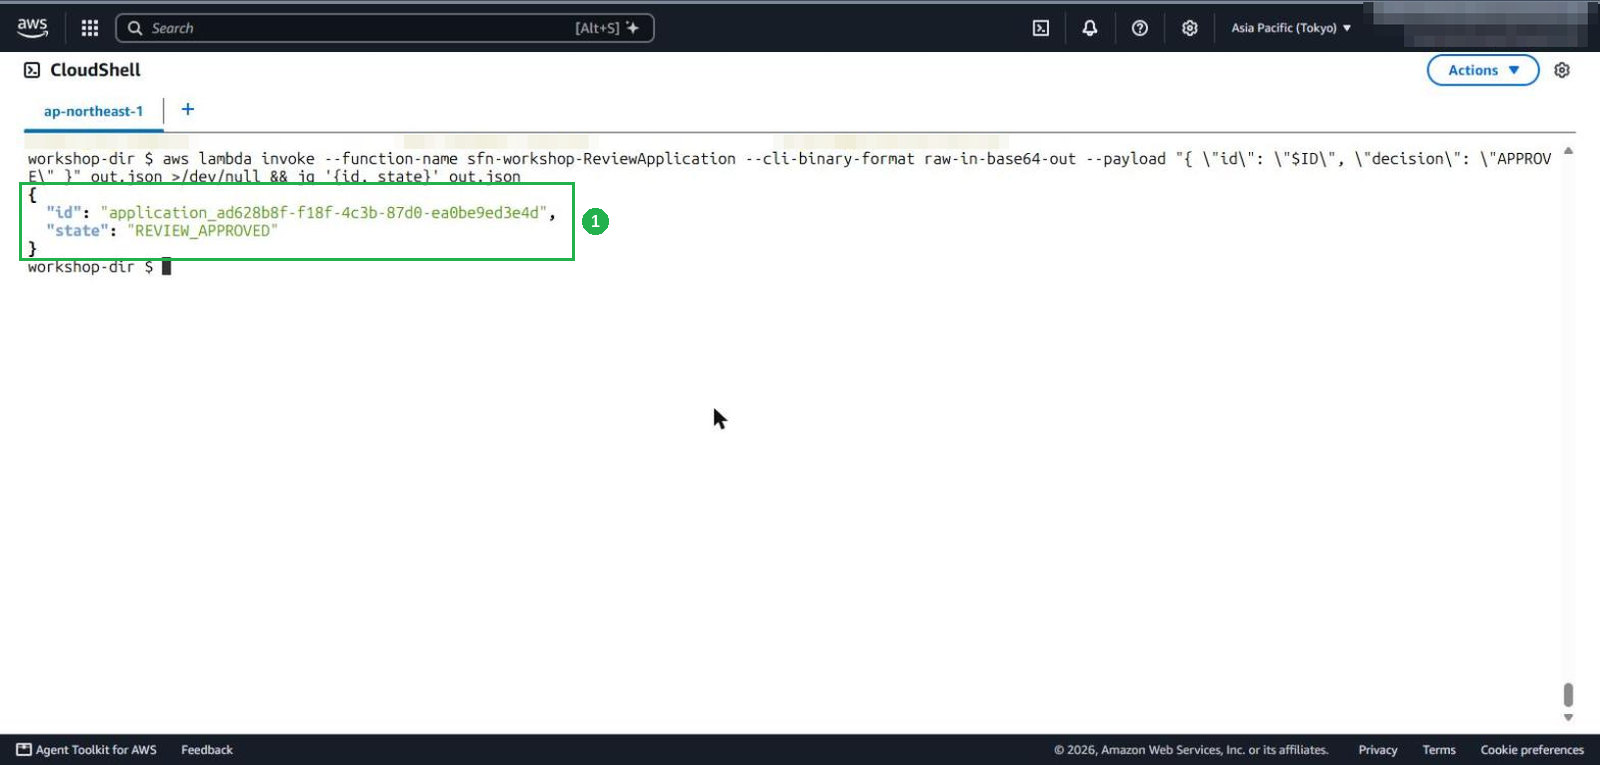 aws
Search [Alt+S]
Asia Pacific (Tokyo)
CloudShell
Actions
ap-northeast-1 +
workshop-dir $ aws lambda invoke --function-name sfn-workshop-ReviewApplication --cli-binary-format raw-in-base64-out --payload "{ \"id\": \"$ID\", \"decision\": \"APPROV
E\" }" out.json >/dev/null && jq '{id, state}' out.json
{
"id": "application_ad628b8f-f18f-4c3b-87d0-ea0be9ed3e4d",
"state": "REVIEW_APPROVED"
}
1
workshop-dir $
Agent Toolkit for AWS Feedback © 2026, Amazon Web Services, Inc. or its affiliates. Privacy Terms Cookie preferences